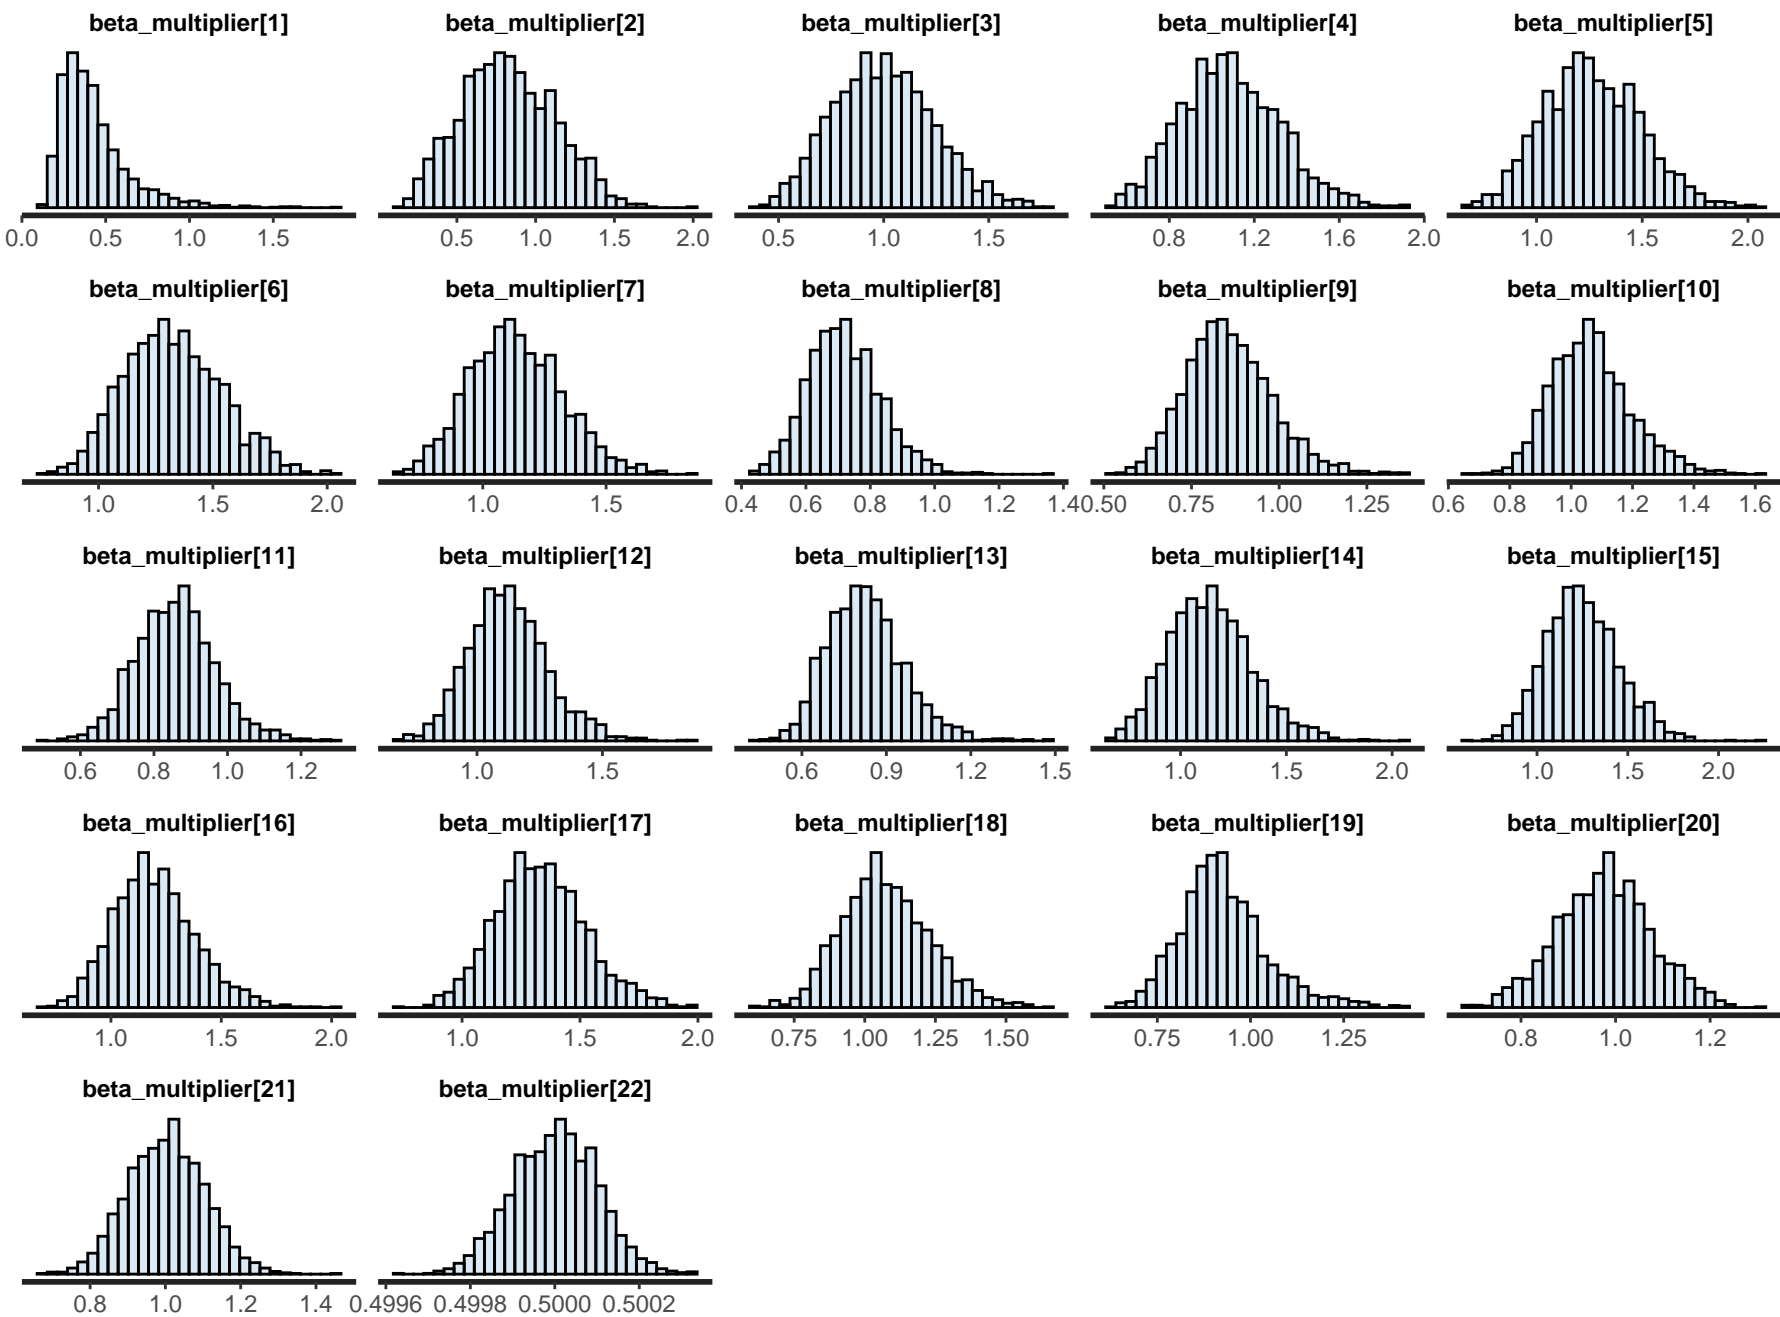 beta_multiplier[1] beta_multiplier[2] beta_multiplier[3] beta_multiplier[4] beta_multiplier[5]
0.0 0.5 1.0 1.5 0.5 1.0 1.5 2.0 0.5 1.0 1.5 0.8 1.2 1.6 2.0 1.0 1.5 2.0
beta_multiplier[6] beta_multiplier[7] beta_multiplier[8] beta_multiplier[9] beta_multiplier[10]
1.0 1.5 2.0 1.0 1.5 0.4 0.6 0.8 1.0 1.2 1.4 0.50 0.75 1.00 1.25 0.6 0.8 1.0 1.2 1.4 1.6
beta_multiplier[11] beta_multiplier[12] beta_multiplier[13] beta_multiplier[14] beta_multiplier[15]
0.6 0.8 1.0 1.2 1.0 1.5 0.6 0.9 1.2 1.5 1.0 1.5 2.0 1.0 1.5 2.0
beta_multiplier[16] beta_multiplier[17] beta_multiplier[18] beta_multiplier[19] beta_multiplier[20]
1.0 1.5 2.0 1.0 1.5 2.0 0.75 1.00 1.25 1.50 0.75 1.00 1.25 0.8 1.0 1.2
beta_multiplier[21] beta_multiplier[22]
0.8 1.0 1.2 1.4 0.4996 0.4998 0.5000 0.5002